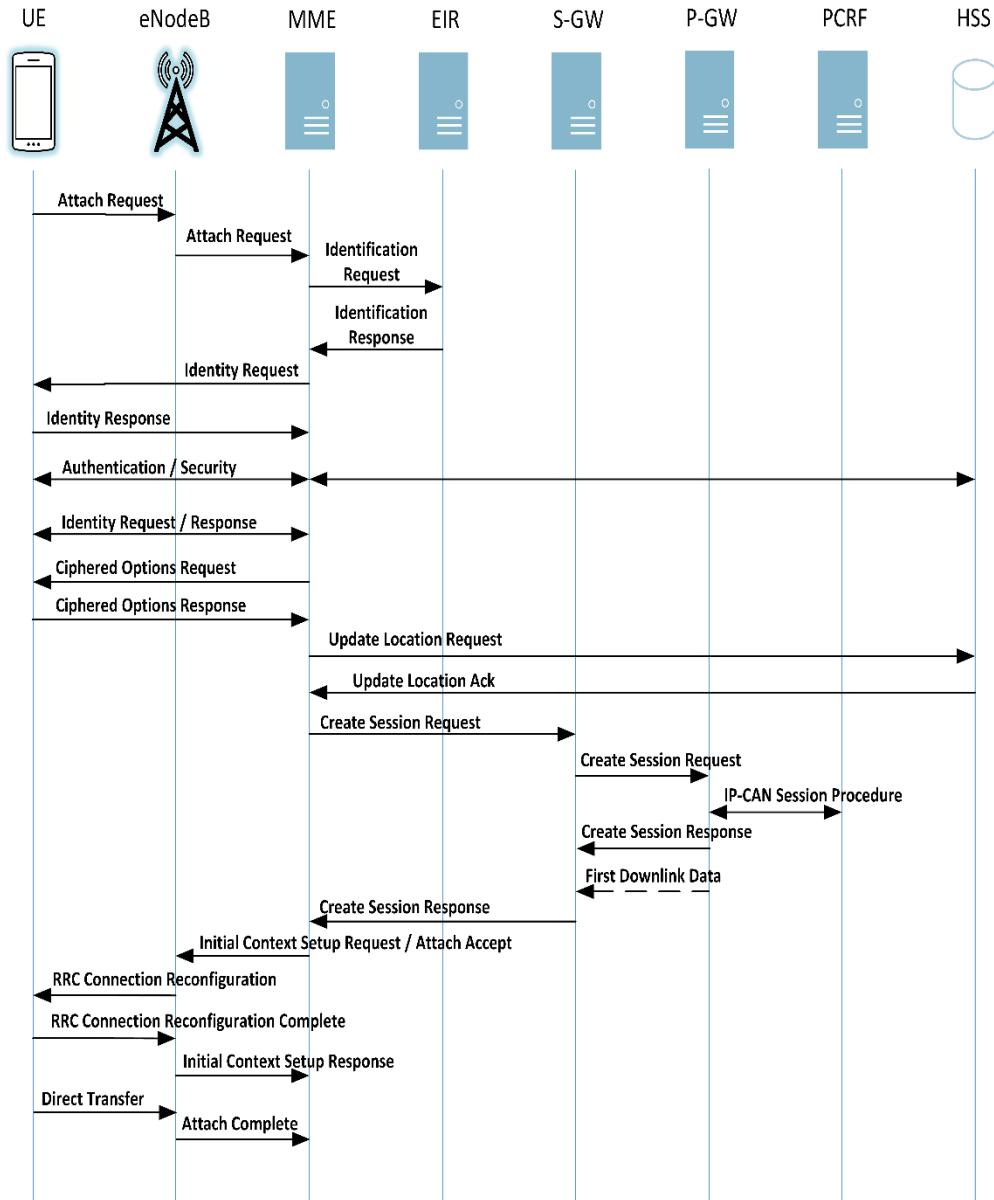 UE eNodeB MME EIR S-GW P-GW PCRF HSS
Attach Request
Attach Request
Identification
Request
Identification
Response
Identity Request
Identity Response
Authentication / Security
Identity Request / Response
Ciphered Options Request
Ciphered Options Response
Update Location Request
Update Location Ack
Create Session Request
Create Session Request
IP-CAN Session Procedure
Create Session Response
First Downlink Data
Create Session Response
Initial Context Setup Request / Attach Accept
RRC Connection Reconfiguration
RRC Connection Reconfiguration Complete
Initial Context Setup Response
Direct Transfer
Attach Complete